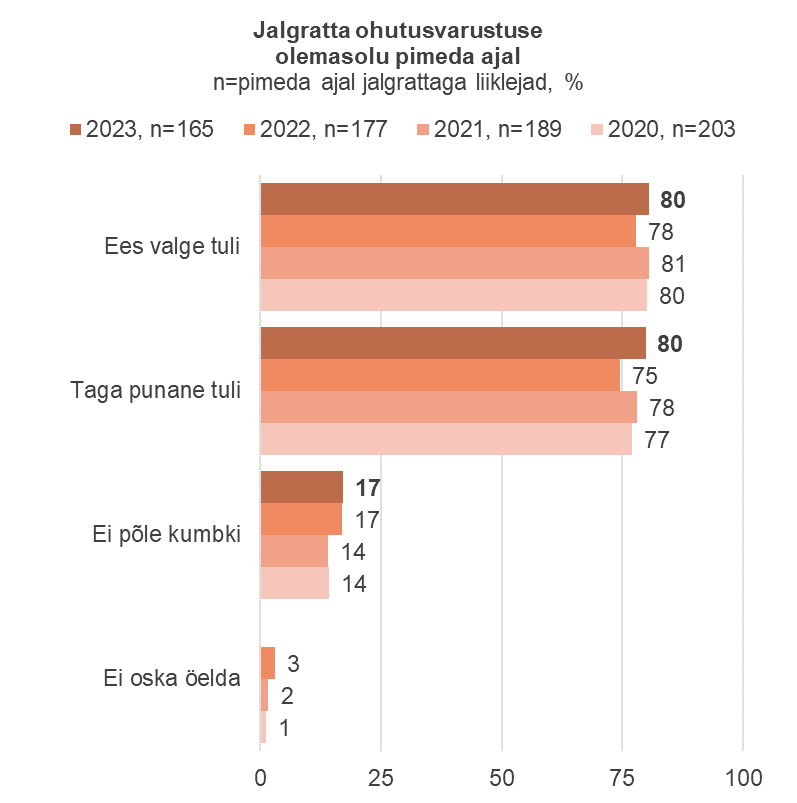 Jalgratta ohutusvarustuse
olemasolu pimeda ajal
n=pimeda ajal jalgrattaga liiklejad, %
2023, n=165 2022, n=177 2021, n=189 2020, n=203
Ees valge tuli
80
78
81
80
Taga punane tuli
80
75
78
77
Ei põle kumbki
17
17
14
14
Ei oska öelda
3
2
1
0 25 50 75 100